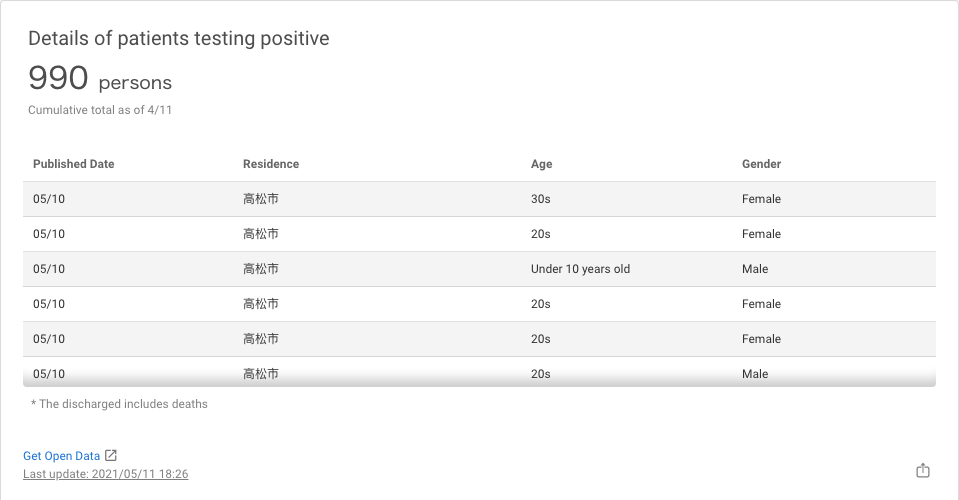 Details of patients testing positive
990 persons
Cumulative total as of 4/11
Published Date Residence Age Gender
05/10 高松市 30s Female
05/10 高松市 20s Female
05/10 高松市 Under 10 years old Male
05/10 高松市 20s Female
05/10 高松市 20s Female
05/10 高松市 20s Male
* The discharged includes deaths
Get Open Data
Last update: 2021/05/11 18:26